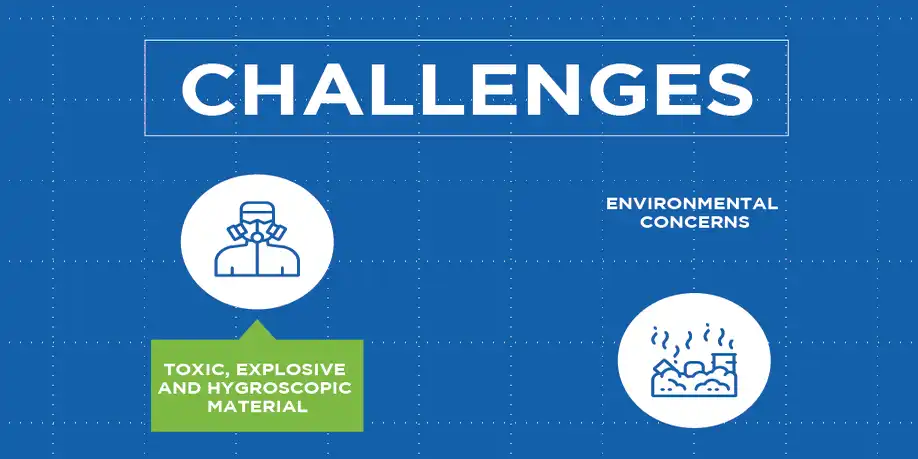 CHALLENGES
TOXIC, EXPLOSIVE
AND HYGROSCOPIC
MATERIAL
ENVIRONMENTAL
CONCERNS